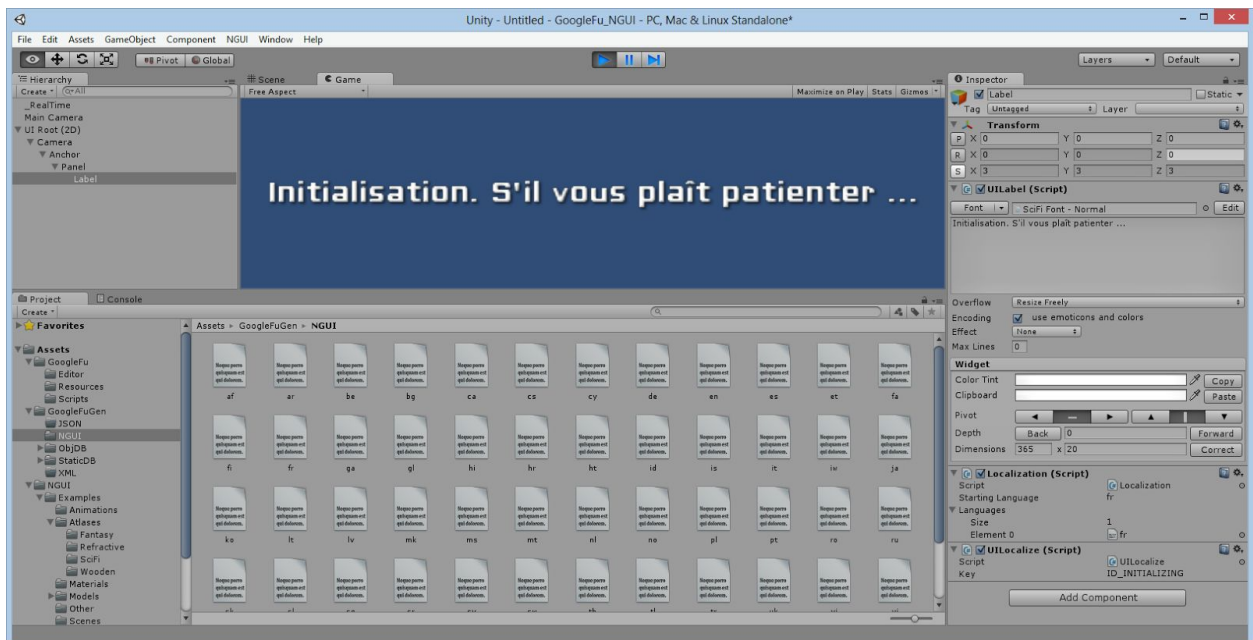 Unity - Untitled - GoogleFu_NGUI - PC, Mac & Linux Standalone*
File Edit Assets GameObject Component NGUI Window Help
Pivot Global
Layers Default
Hierarchy
Create All
_RealTime
Main Camera
UI Root (2D)
Camera
Anchor
Panel
Label
Scene Game
Free Aspect Maximize on Play Stats Gizmos
Initialisation. S'il vous plaît patienter ...
Inspector
Label Static
Tag Untagged Layer
Transform
P X 0 Y 0 Z 0
R X 0 Y 0 Z 0
S X 3 Y 3 Z 3
UILabel (Script)
Font SciFi Font - Normal Edit
Initialisation. S'il vous plaît patienter ...
Overflow Resize Freely
Encoding use emoticons and colors
Effect None
Max Lines 0
Widget
Color Tint Copy
Clipboard Paste
Pivot
Depth Back 0 Forward
Dimensions 365 x 20 Correct
Localization (Script)
Script Localization
Starting Language fr
Languages
Size 1
Element 0 fr
UILocalize (Script)
Script UILocalize
Key ID_INITIALIZING
Add Component
Project Console
Create
Favorites
Assets
GoogleFu
Editor
Resources
Scripts
GoogleFuGen
JSON
NGUI
ObjDB
StaticDB
XML
NGUI
Examples
Animations
Atlases
Fantasy
Refractive
SciFi
Wooden
Materials
Models
Other
Scenes
Assets GoogleFuGen NGUI
af ar be bg ca cs cy de en es et fa
fi fr ga gl hi hr ht id is it iw ja
ko lt lv mk ms mt nl no pl pt ro ru